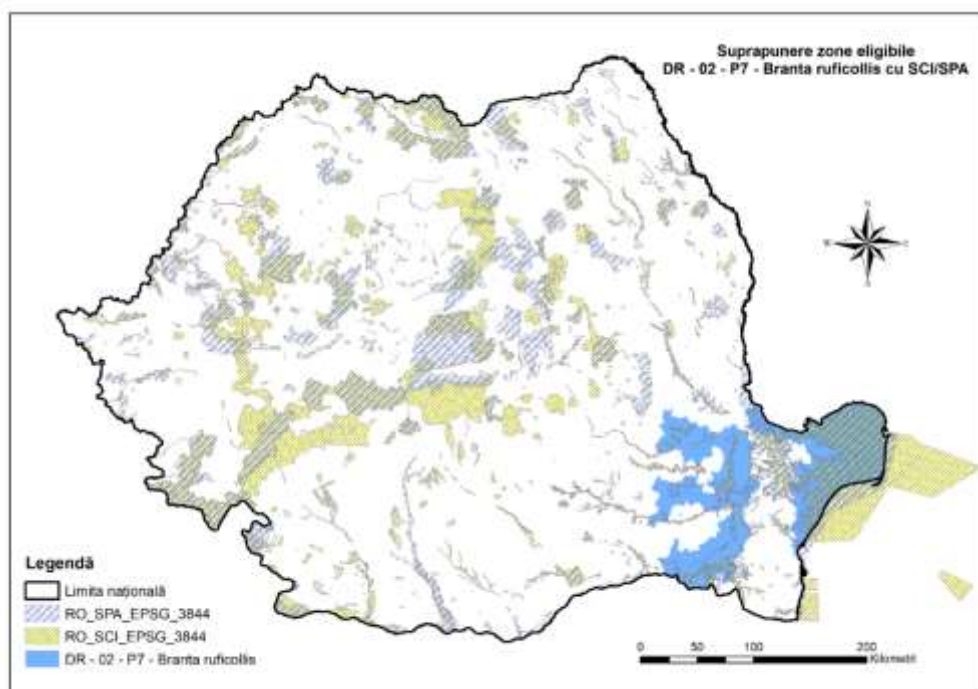 Suprapunere zone eligibile
DR - 02 - P7 - Branta ruficollis cu SCI/SPA
N
Legendă
Limita națională
RO_SPA_EPSG_3844
RO_SCI_EPSG_3844
DR - 02 - P7 - Branta ruficollis
0 50 100 200
Kilometri